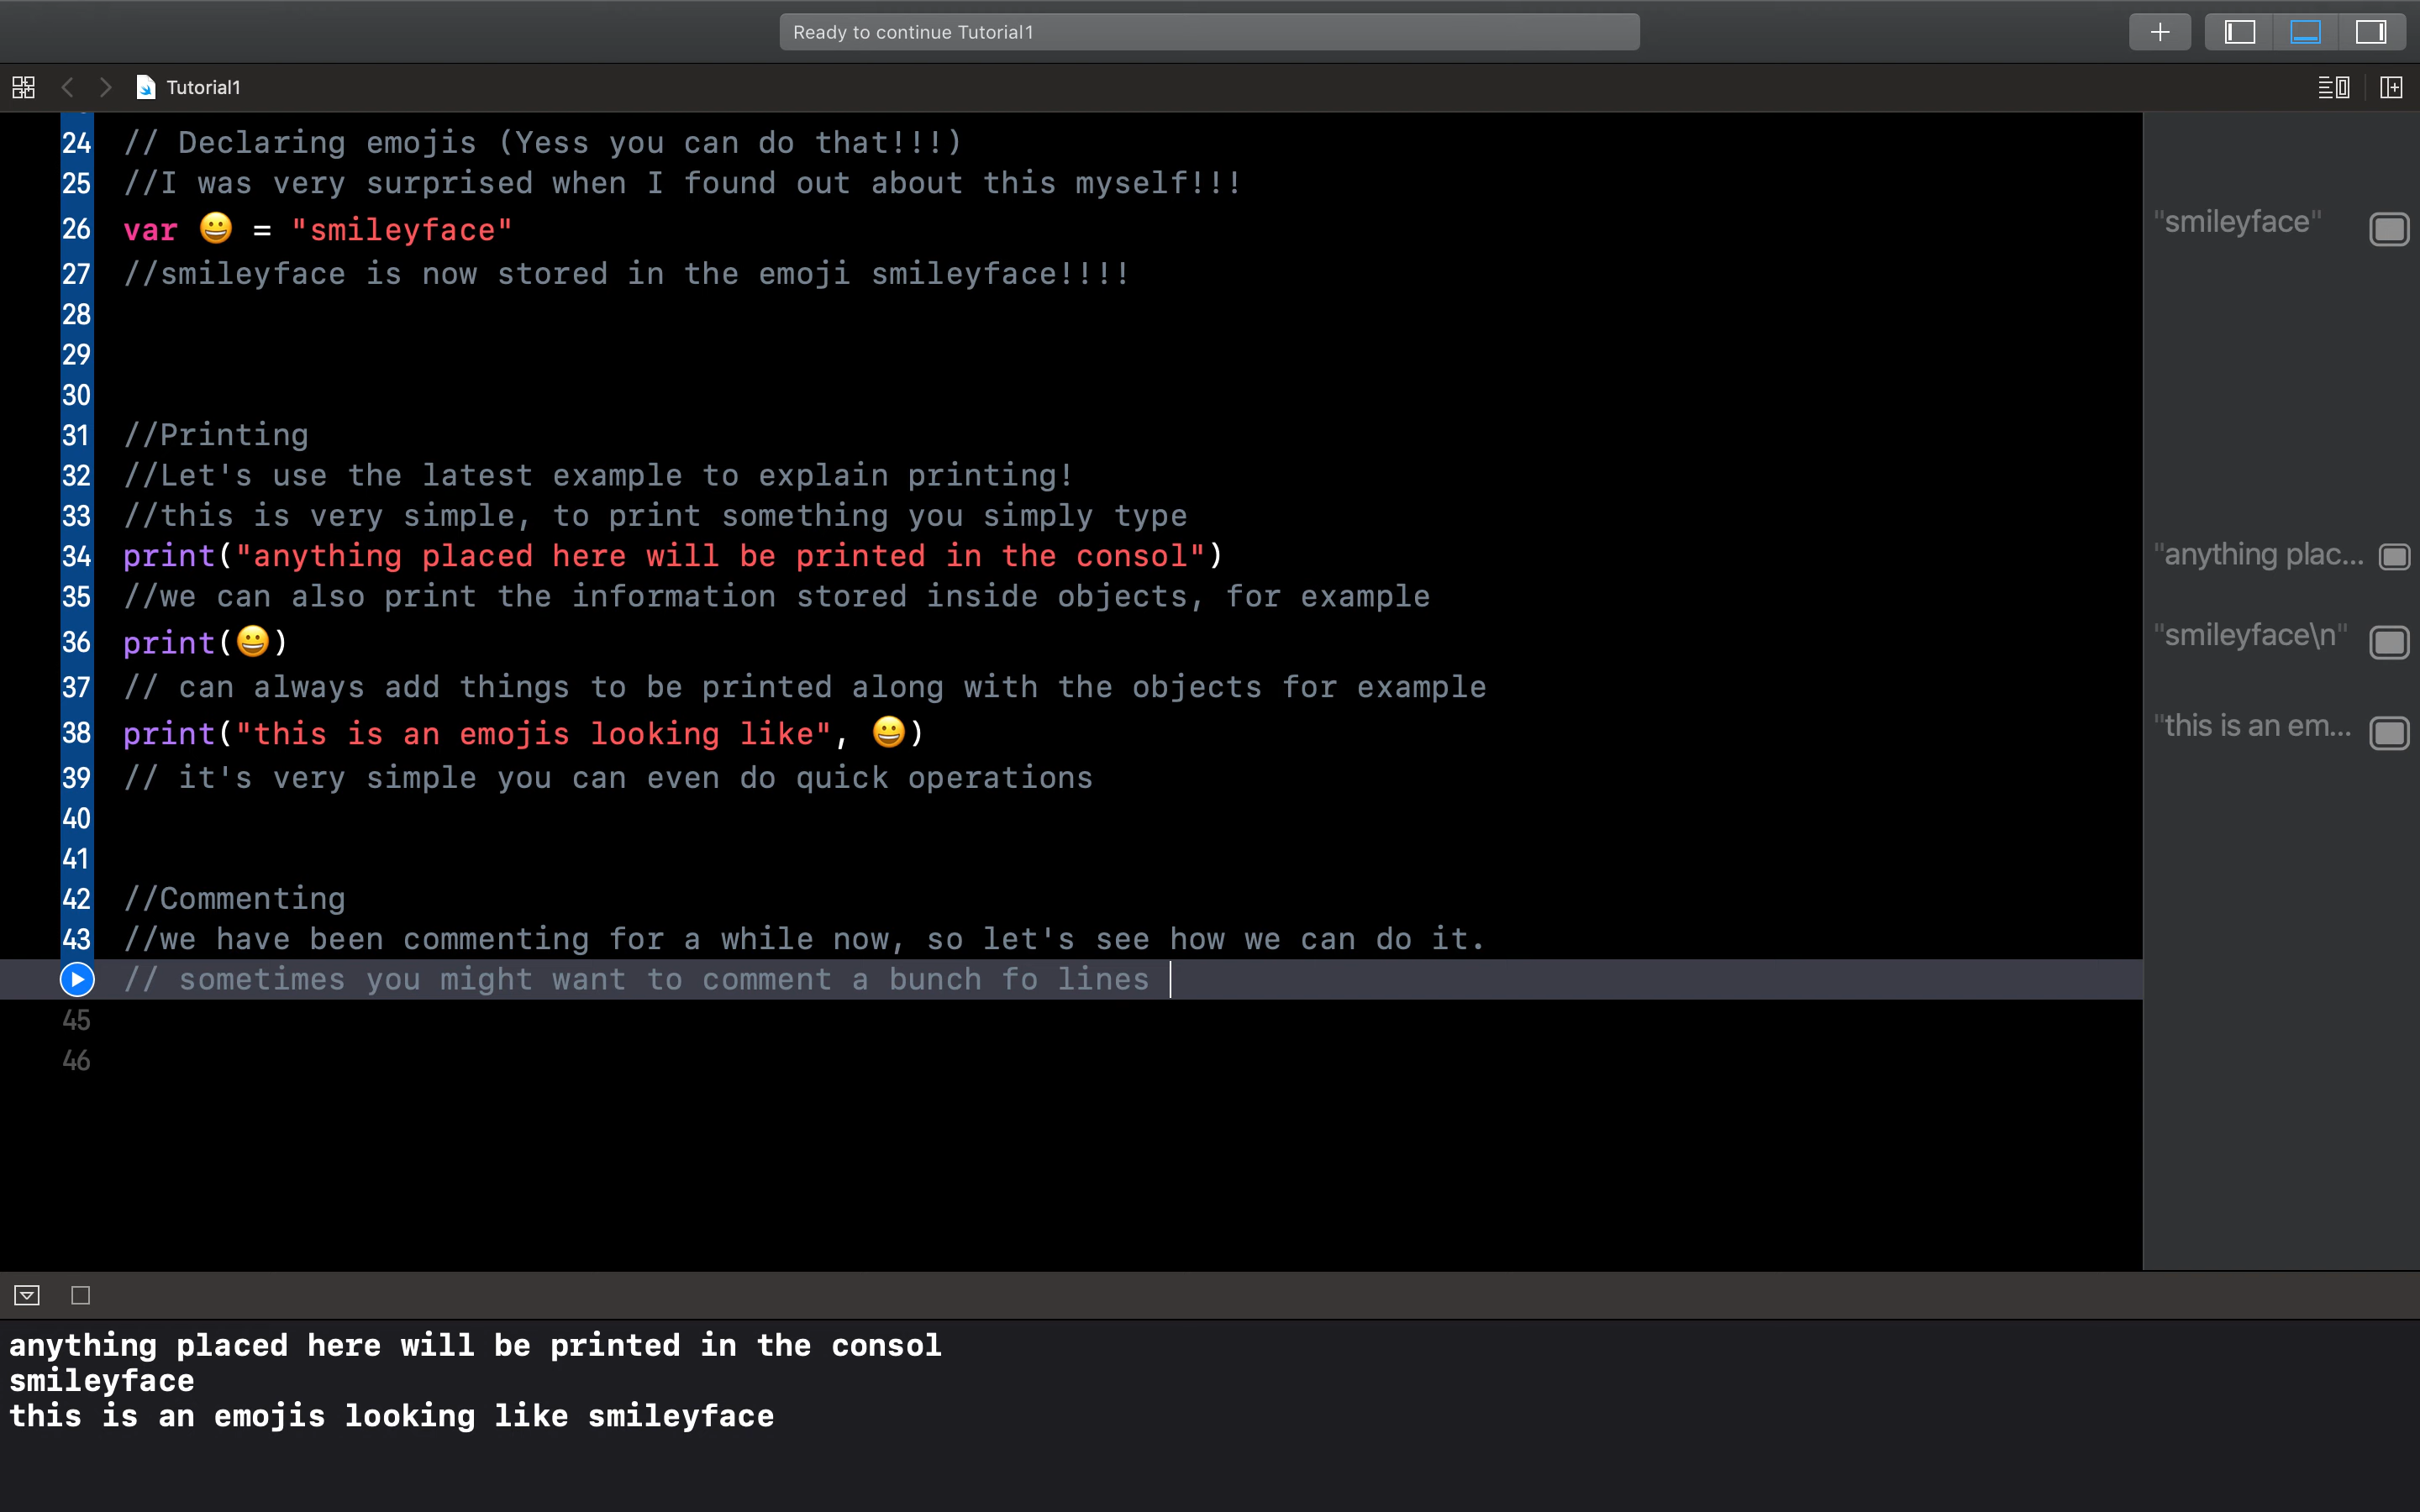 Ready to continue Tutorial1
Tutorial1
24 // Declaring emojis (Yess you can do that!!!)
25 //I was very surprised when I found out about this myself!!!
26 var 😀 = "smileyface"
"smileyface"
27 //smileyface is now stored in the emoji smileyface!!!!
28
29
30
31 //Printing
32 //Let's use the latest example to explain printing!
33 //this is very simple, to print something you simply type
34 print("anything placed here will be printed in the consol")
"anything plac...
35 //we can also print the information stored inside objects, for example
36 print(😀)
"smileyface\n"
37 // can always add things to be printed along with the objects for example
38 print("this is an emojis looking like", 😀)
"this is an em...
39 // it's very simple you can even do quick operations
40
41
42 //Commenting
43 //we have been commenting for a while now, so let's see how we can do it.
// sometimes you might want to comment a bunch fo lines
45
46
anything placed here will be printed in the consol
smileyface
this is an emojis looking like smileyface